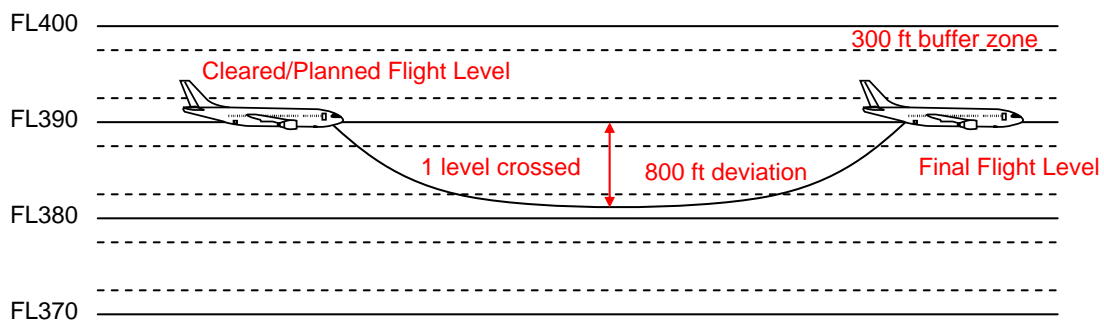 FL400
300 ft buffer zone
Cleared/Planned Flight Level
FL390
1 level crossed
800 ft deviation
Final Flight Level
FL380
FL370